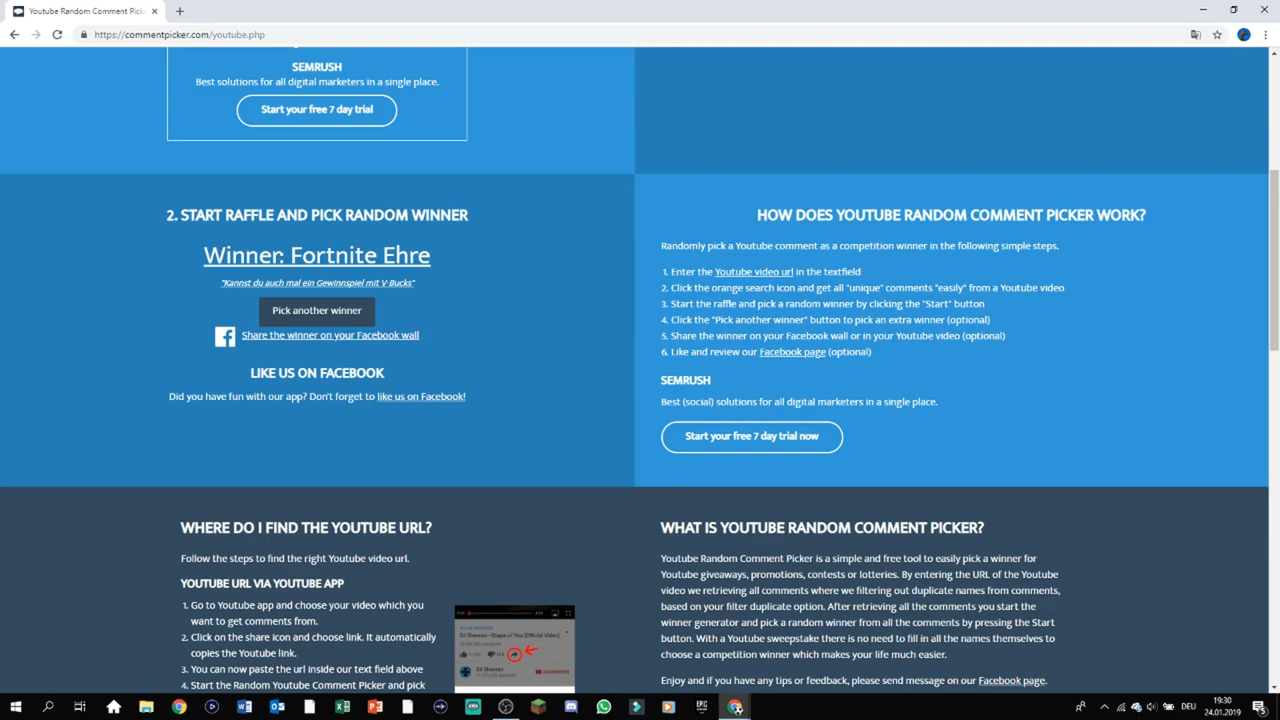 Youtube Random Comment Pick
https://commentpicker.com/youtube.php
SEMRUSH
Best solutions for all digital marketers in a single place.
Start your free 7 day trial
2. START RAFFLE AND PICK RANDOM WINNER
Winner: Fortnite Ehre
"Kannst du auch mal ein Gewinnspiel mit V-Bucks"
Pick another winner
Share the winner on your Facebook wall
LIKE US ON FACEBOOK
Did you have fun with our app? Don't forget to like us on Facebook!
HOW DOES YOUTUBE RANDOM COMMENT PICKER WORK?
Randomly pick a Youtube comment as a competition winner in the following simple steps.
1. Enter the Youtube video url in the textfield
2. Click the orange search icon and get all "unique" comments "easily" from a Youtube video
3. Start the raffle and pick a random winner by clicking the "Start" button
4. Click the "Pick another winner" button to pick an extra winner (optional)
5. Share the winner on your Facebook wall or in your Youtube video (optional)
6. Like and review our Facebook page (optional)
SEMRUSH
Best (social) solutions for all digital marketers in a single place.
Start your free 7 day trial now
WHERE DO I FIND THE YOUTUBE URL?
Follow the steps to find the right Youtube video url.
YOUTUBE URL VIA YOUTUBE APP
1. Go to Youtube app and choose your video which you
want to get comments from.
2. Click on the share icon and choose link. It automatically
copies the Youtube link.
3. You can now paste the url inside our text field above
4. Start the Random Youtube Comment Picker and pick
Ed Sheeran - Shape of You (Official Video)
Ed Sheeran
WHAT IS YOUTUBE RANDOM COMMENT PICKER?
Youtube Random Comment Picker is a simple and free tool to easily pick a winner for
Youtube giveaways, promotions, contests or lotteries. By entering the URL of the Youtube
video we retrieving all comments where we filtering out duplicate names from comments,
based on your filter duplicate option. After retrieving all the comments you start the
winner generator and pick a random winner from all the comments by pressing the Start
button. With a Youtube sweepstake there is no need to fill in all the names themselves to
choose a competition winner which makes your life much easier.
Enjoy and if you have any tips or feedback, please send message on our Facebook page.
EPIC
DEU
19:30
24.01.2019
5